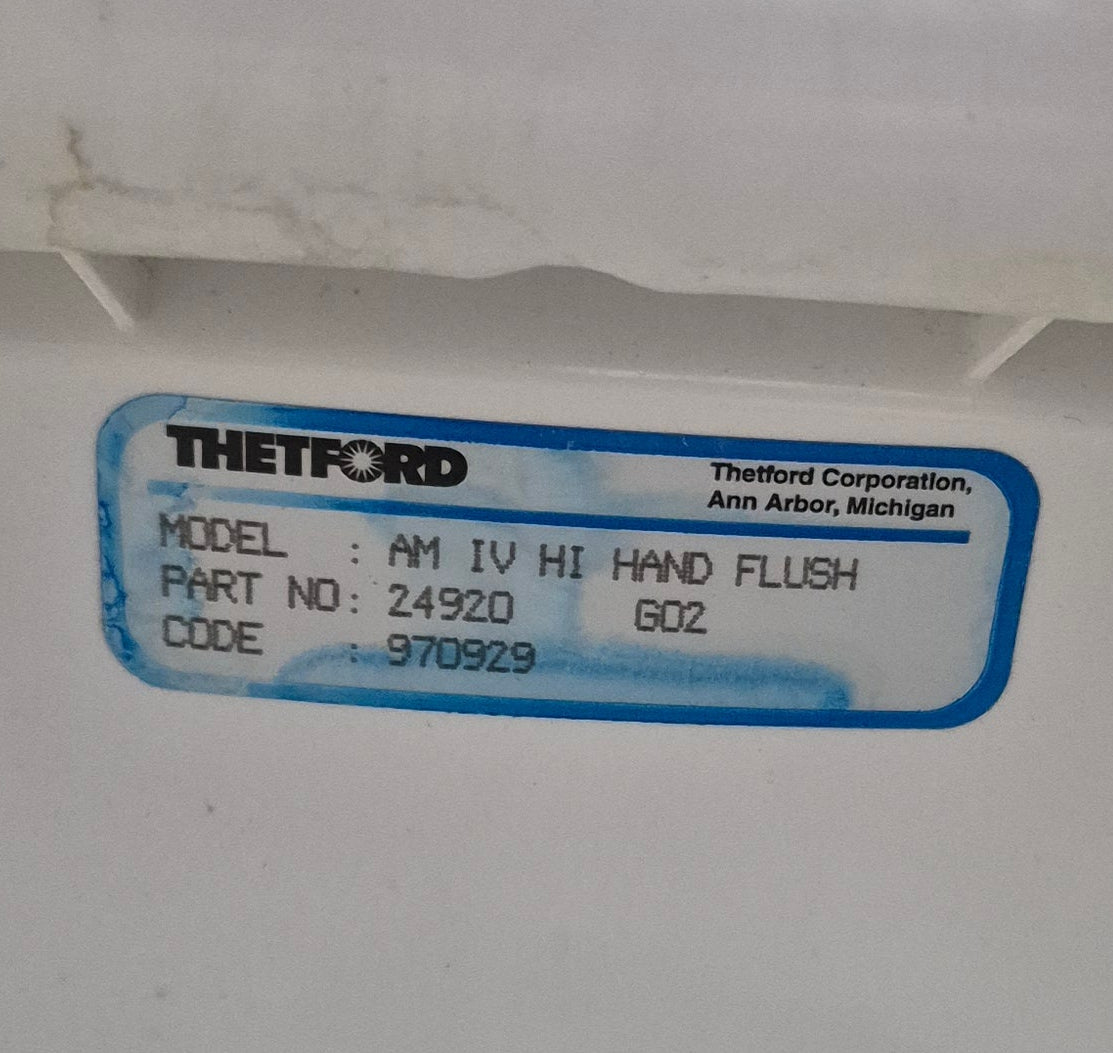 THETFORD
Thetford Corporation,
Ann Arbor, Michigan
MODEL : AM IV HI HAND FLUSH
PART NO: 24920 G02
CODE : 970929